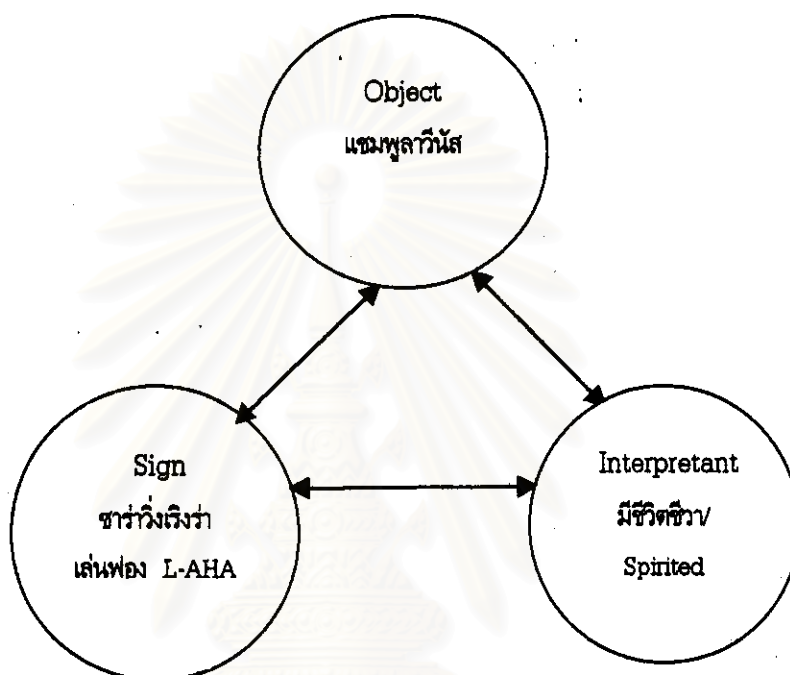 Object
แชมพูลาวีนัส
Sign
ซาร่าวิ่งเริงร่า
เล่นฟอง L-AHA
Interpretant
มีชีวิตชีวา/
Spirited